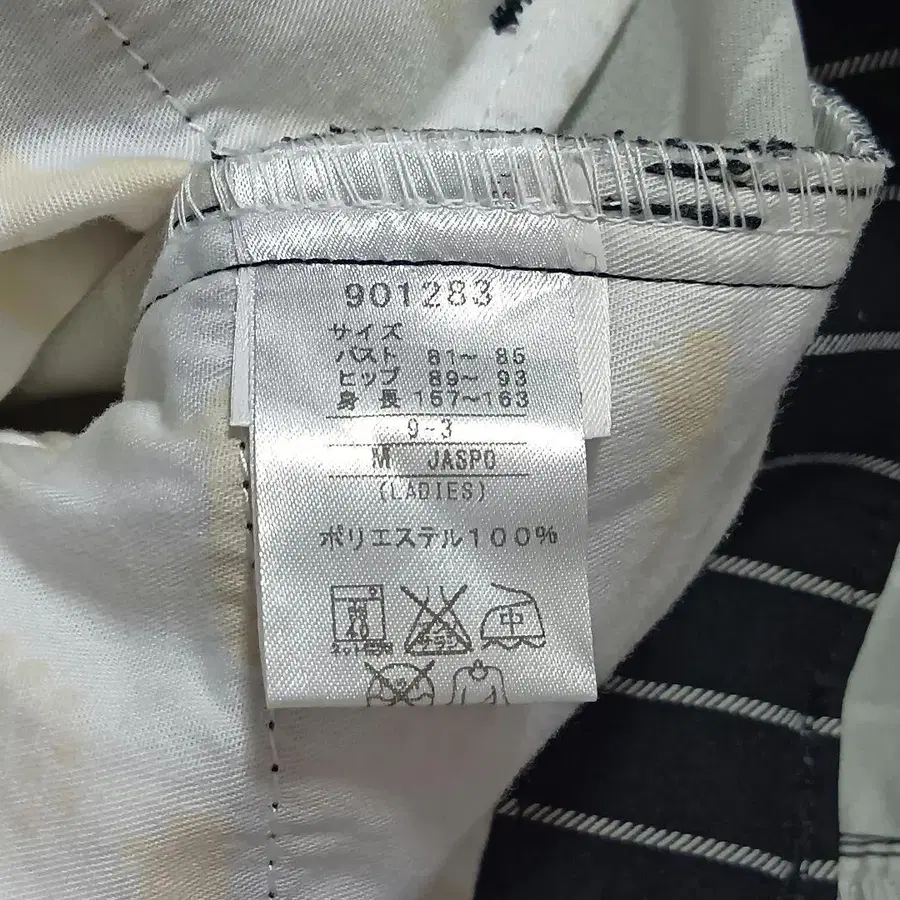 901283
サイズ
バスト 81〜 85
ヒップ 89〜 93
身 長 157〜163
9-3
M JASPO
(LADIES)
ポリエステル100%
中